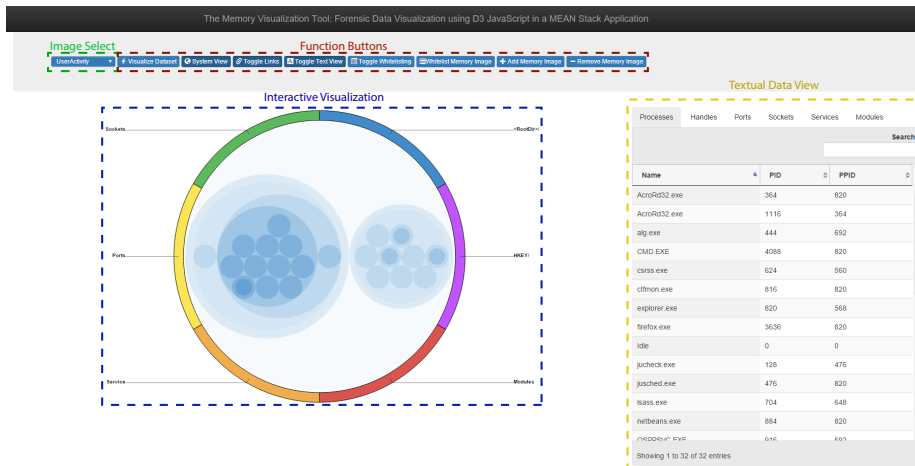 The Memory Visualization Tool: Forensic Data Visualization using D3 JavaScript in a MEAN Stack Application
Image Select
Function Buttons
UserActivity
Visualize Dataset
System View
Toggle Links
Toggle Text View
Toggle Whitelisting
Whitelist Memory Image
Add Memory Image
Remove Memory Image
Interactive Visualization
Textual Data View
Sockets
<RootDir>/
Ports
HKEY/
Service
Modules
Processes Handles Ports Sockets Services Modules
Search
Name PID PPID
AcroRd32.exe 364 820
AcroRd32.exe 1116 364
alg.exe 444 692
CMD.EXE 4088 820
csrss.exe 624 560
ctfmon.exe 816 820
explorer.exe 820 568
firefox.exe 3636 820
Idle 0 0
jucheck.exe 128 476
jusched.exe 476 820
lsass.exe 704 648
netbeans.exe 884 820
OSPPSVC.EXE 916 692
Showing 1 to 32 of 32 entries